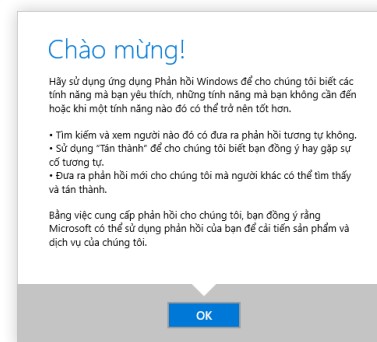 Chào mừng!
Hãy sử dụng ứng dụng Phản hồi Windows để cho chúng tôi biết các
tính năng mà bạn yêu thích, những tính năng mà bạn không cần đến
hoặc khi một tính năng nào đó có thể trở nên tốt hơn.
• Tìm kiếm và xem người nào đó có đưa ra phản hồi tương tự không.
• Sử dụng "Tán thành" để cho chúng tôi biết bạn đồng ý hay gặp sự
cố tương tự.
• Đưa ra phản hồi mới cho chúng tôi mà người khác có thể tìm thấy
và tán thành.
Bằng việc cung cấp phản hồi cho chúng tôi, bạn đồng ý rằng
Microsoft có thể sử dụng phản hồi của bạn để cải tiến sản phẩm và
dịch vụ của chúng tôi.
OK